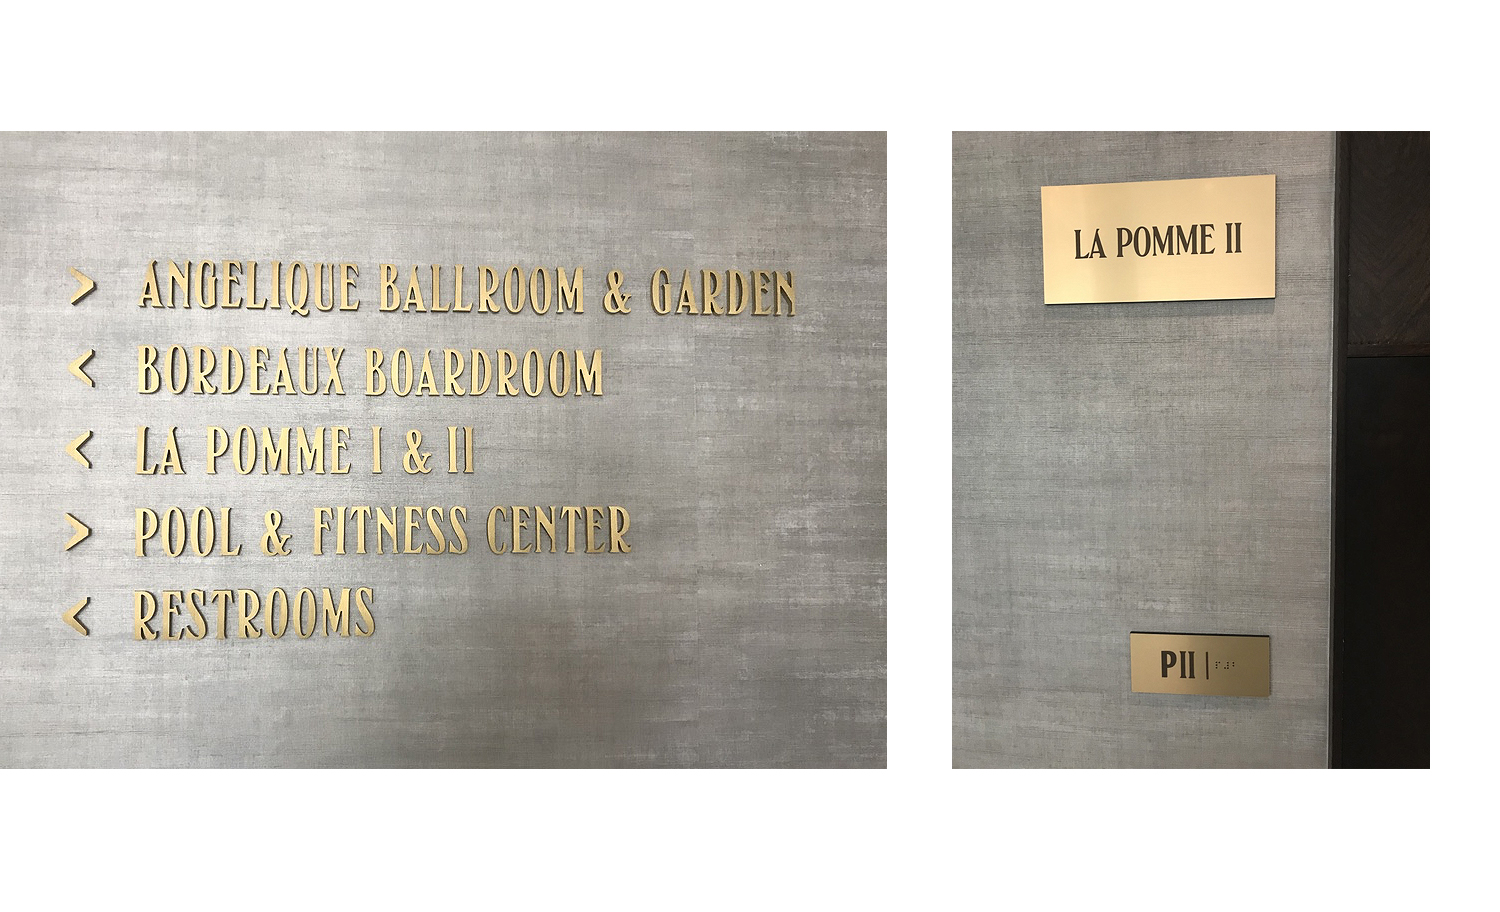 > ANGELIQUE BALLROOM & GARDEN
< BORDEAUX BOARDROOM
< LA POMME I & II
> POOL & FITNESS CENTER
< RESTROOMS
LA POMME II
PII |